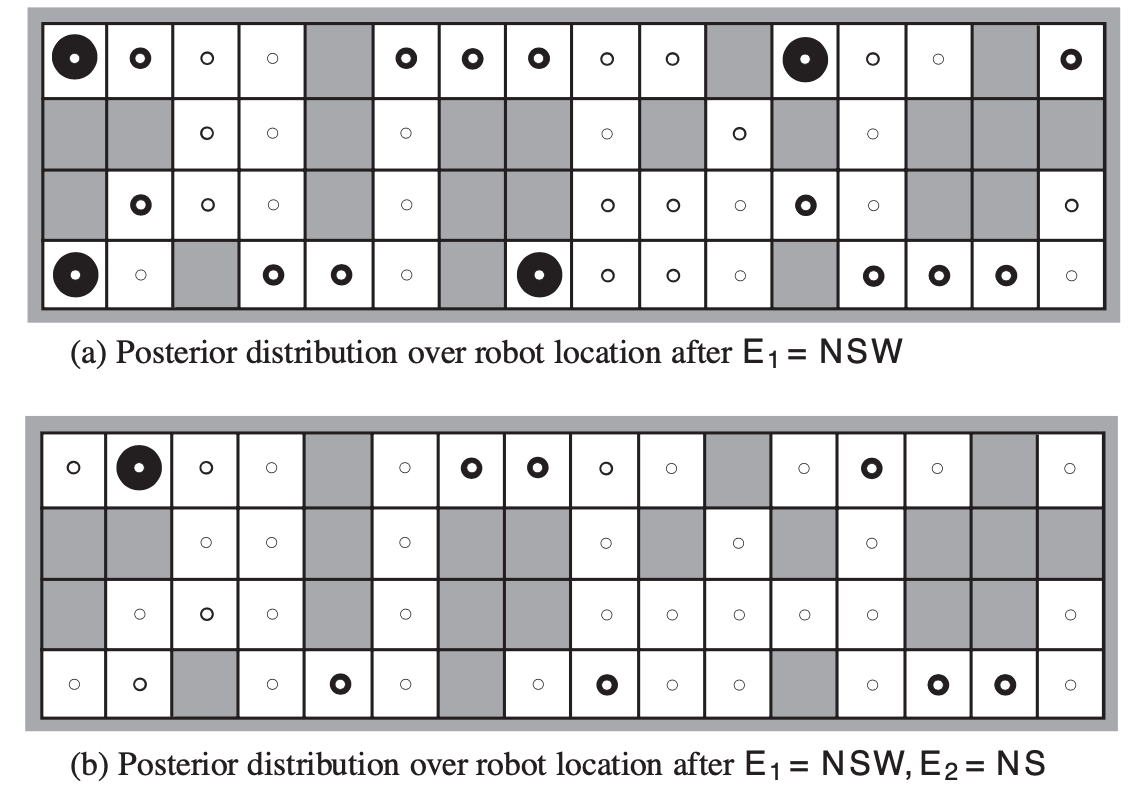 (a) Posterior distribution over robot location after E₁ = NSW
(b) Posterior distribution over robot location after E₁ = NSW, E₂ = NS